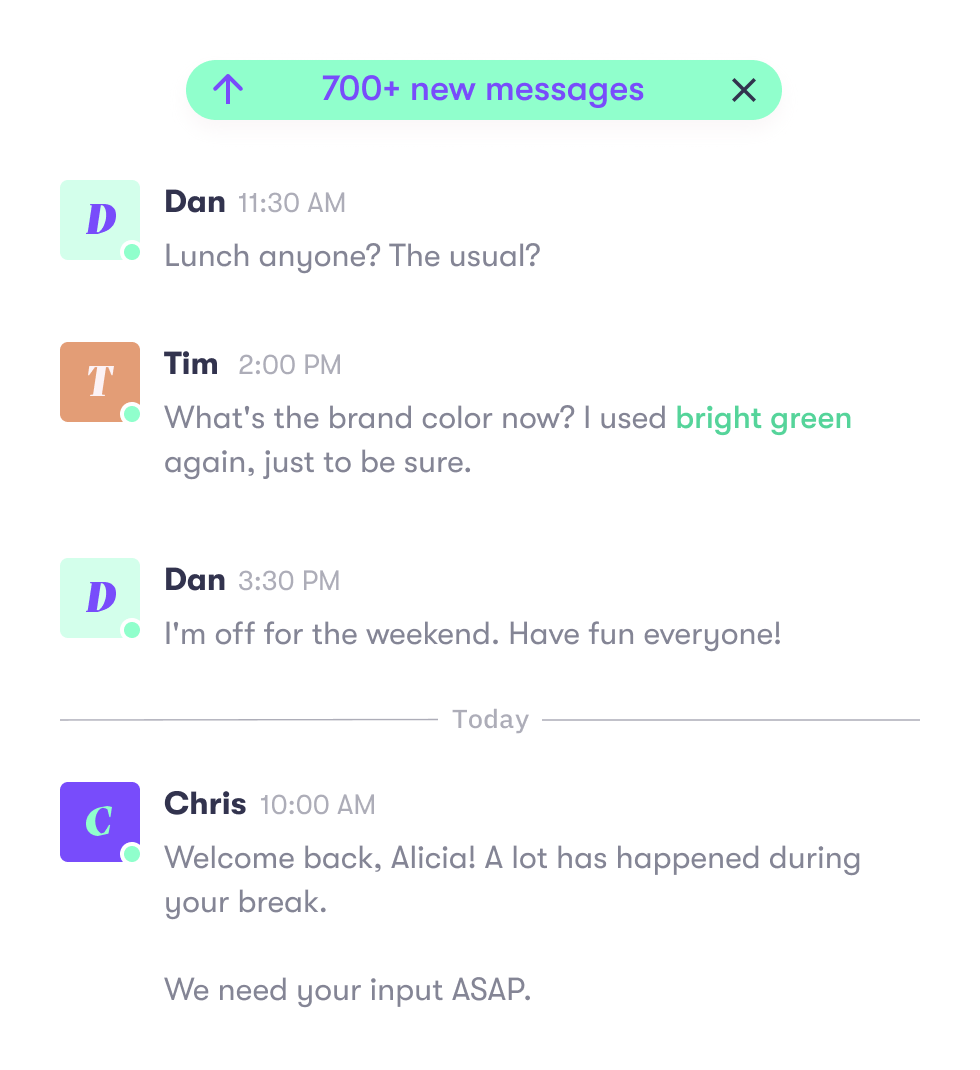 700+ new messages
D
Dan 11:30 AM
Lunch anyone? The usual?
T
Tim 2:00 PM
What's the brand color now? I used bright green
again, just to be sure.
D
Dan 3:30 PM
I'm off for the weekend. Have fun everyone!
Today
C
Chris 10:00 AM
Welcome back, Alicia! A lot has happened during
your break.
We need your input ASAP.